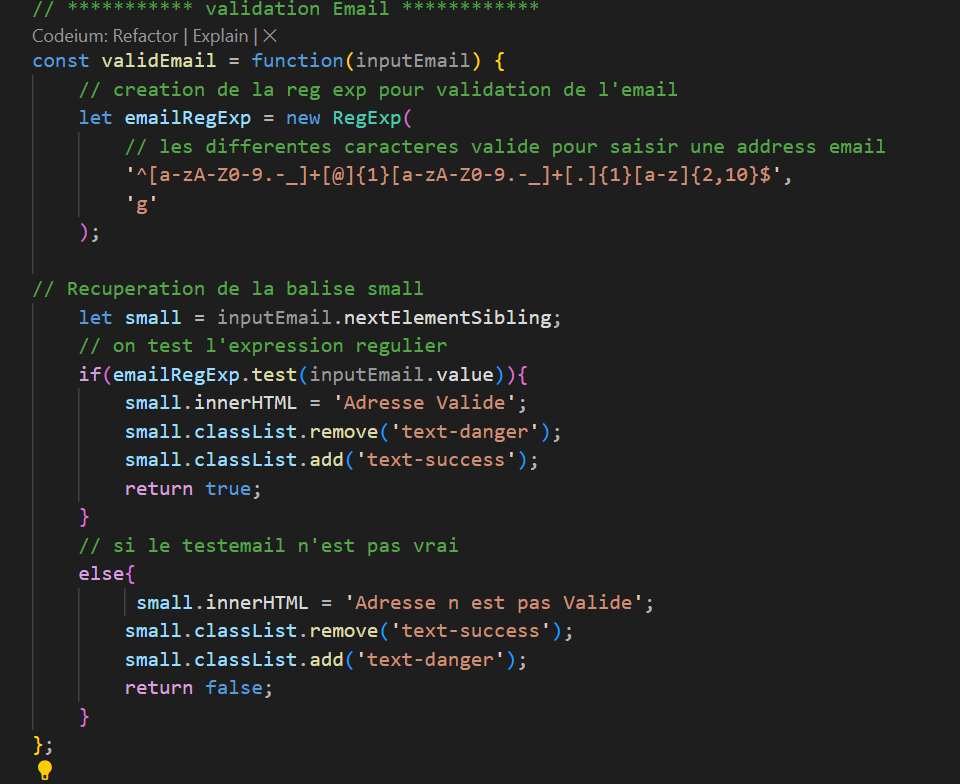 // *********** validation Email ************
Codeium: Refactor | Explain | ×
const validEmail = function(inputEmail) {
// creation de la reg exp pour validation de l'email
let emailRegExp = new RegExp(
// les differentes caracteres valide pour saisir une address email
'^[a-zA-Z0-9.-_]+[@]{1}[a-zA-Z0-9.-_]+[.]{1}[a-z]{2,10}$',
'g'
);
// Recuperation de la balise small
let small = inputEmail.nextElementSibling;
// on test l'expression regulier
if(emailRegExp.test(inputEmail.value)){
small.innerHTML = 'Adresse Valide';
small.classList.remove('text-danger');
small.classList.add('text-success');
return true;
}
// si le testemail n'est pas vrai
else{
small.innerHTML = 'Adresse n est pas Valide';
small.classList.remove('text-success');
small.classList.add('text-danger');
return false;
}
};